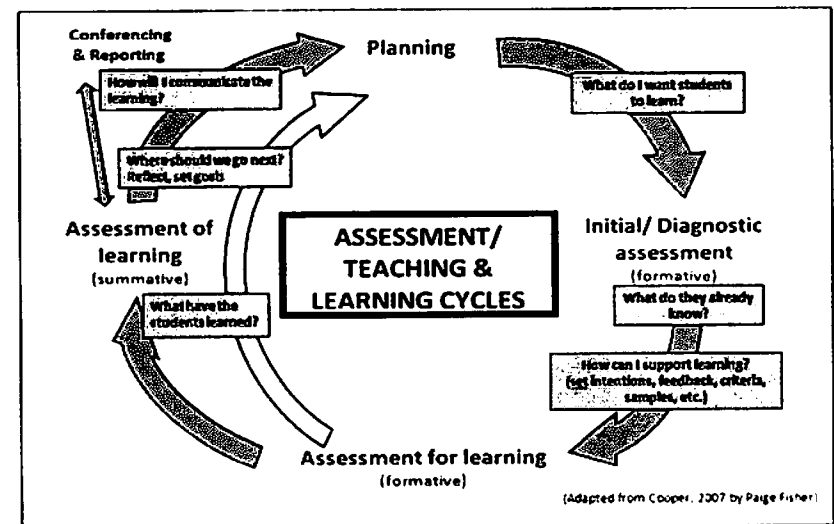 Conferencing
& Reporting
Planning
How will I communicate the
learning?
What do I want students
to learn?
Where should we go next?
Reflect, set goals
Assessment of
learning
(summative)
ASSESSMENT/
TEACHING &
LEARNING CYCLES
Initial/ Diagnostic
assessment
(formative)
What do they already
know?
What have the
students learned?
How can I support learning?
(set intentions, feedback, criteria,
samples, etc.)
Assessment for learning
(formative)
(Adapted from Cooper, 2007 by Paige Fisher)